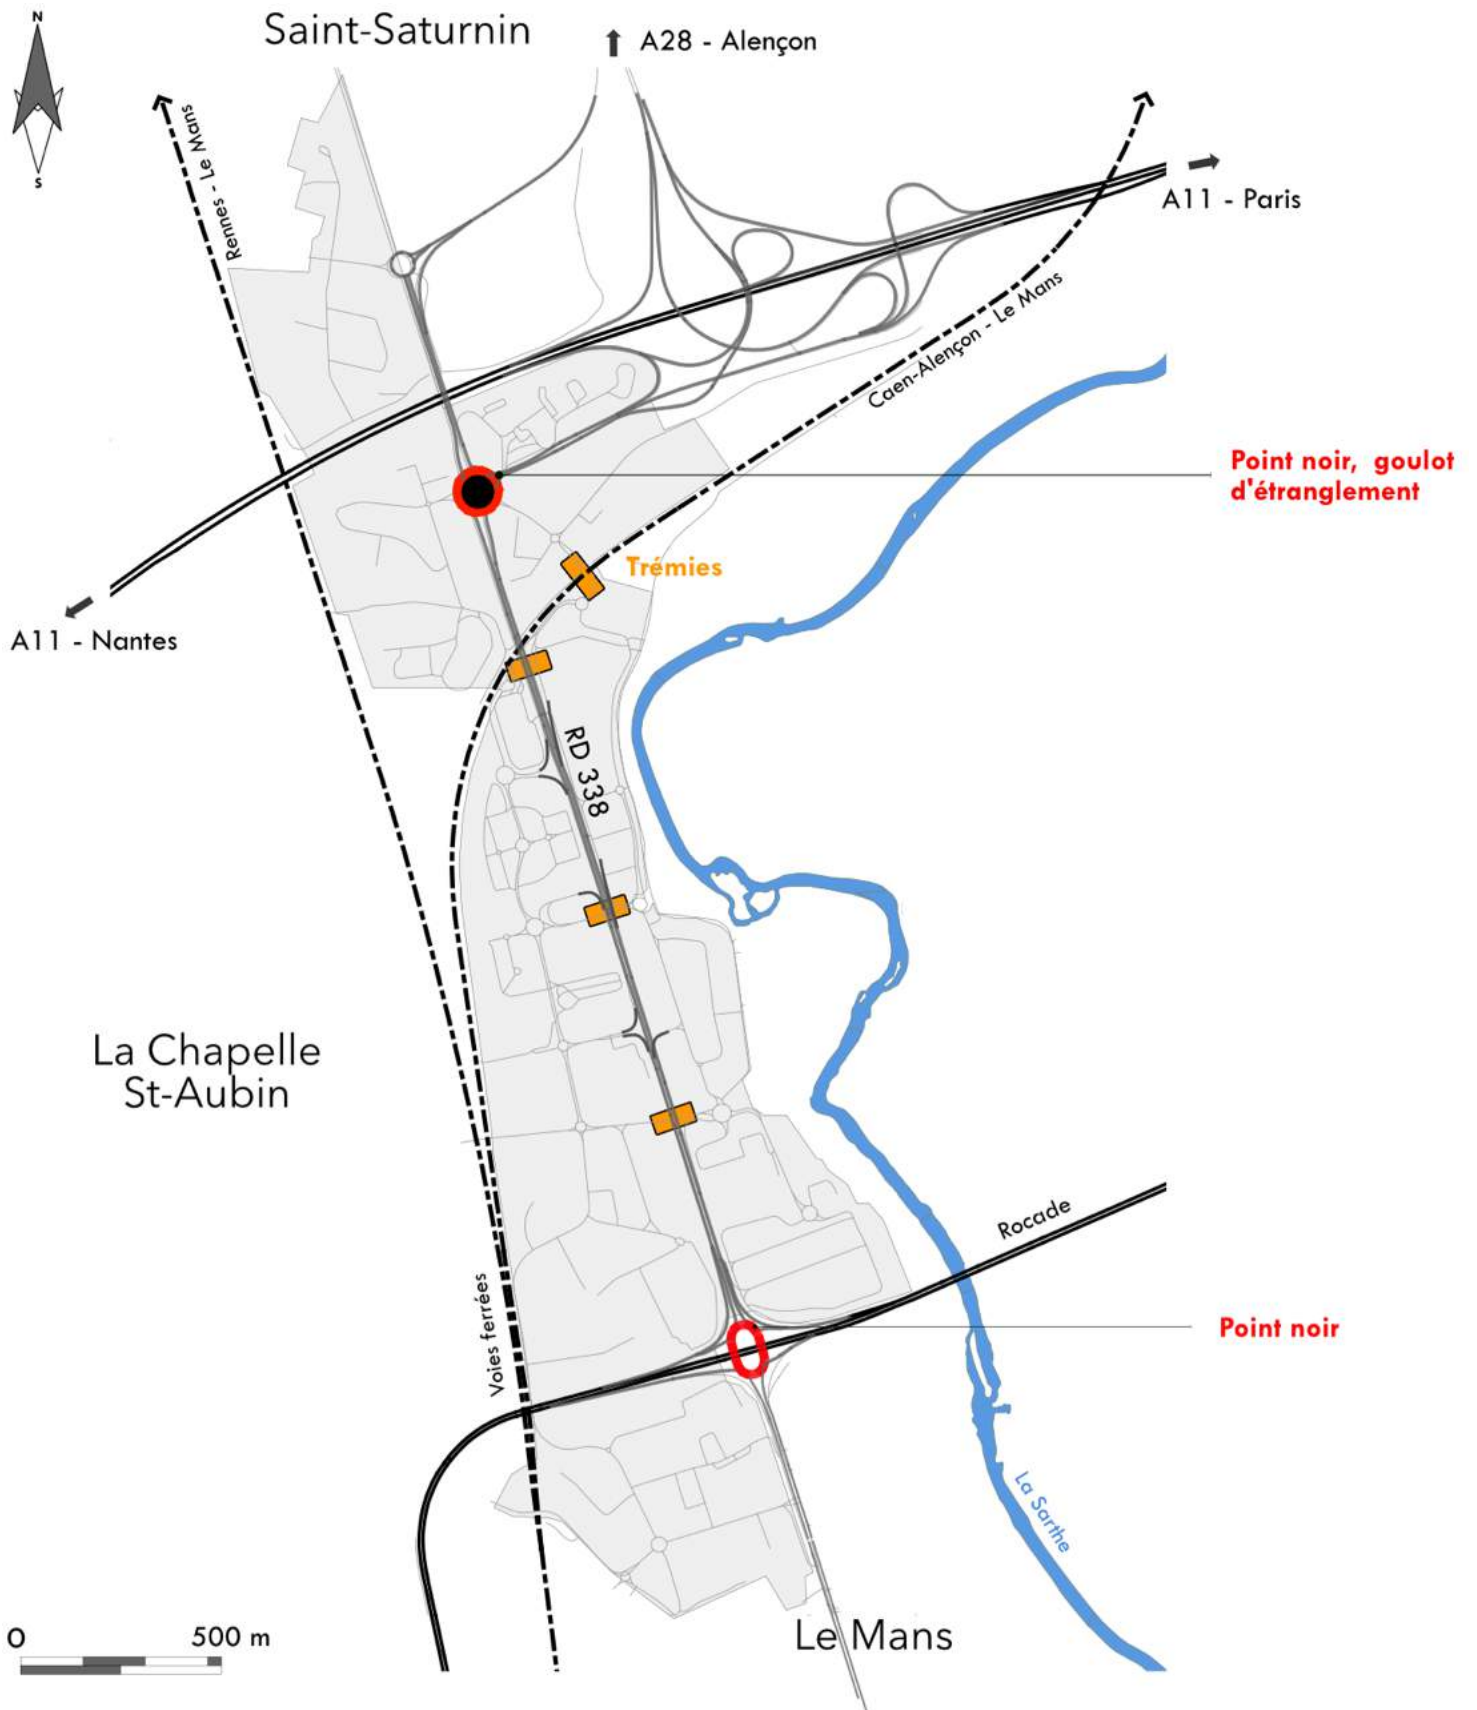 N
S
Saint-Saturnin
A28 - Alençon
Rennes - Le Mans
A11 - Paris
Caen-Alençon - Le Mans
Point noir, goulot
d'étranglement
Trémies
A11 - Nantes
RD 338
La Chapelle
St-Aubin
Rocade
Voies ferrées
Point noir
La Sarthe
0
500 m
Le Mans